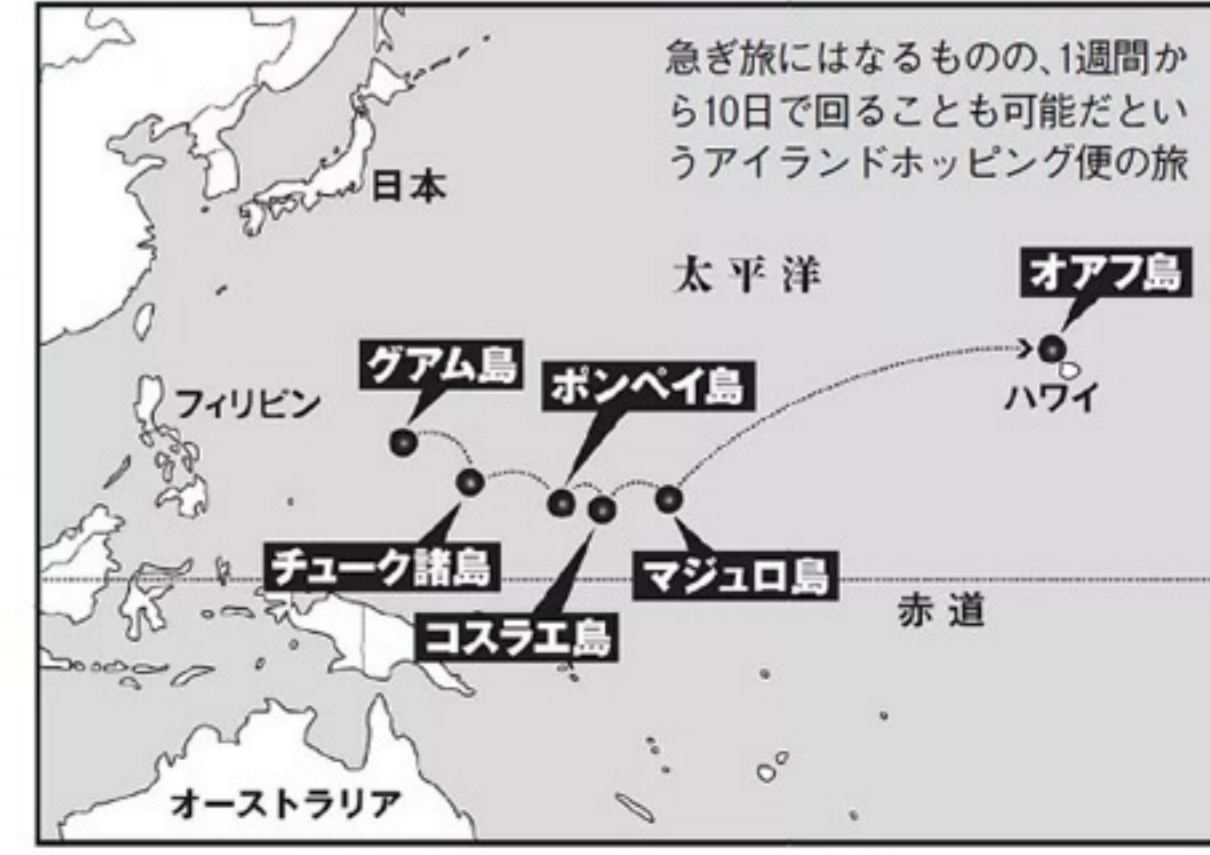 急ぎ旅にはなるものの、1週間か
ら10日で回ることも可能だとい
うアイランドホッピング便の旅
日本
太平洋
オアフ島
グアム島
ポンペイ島
フィリピン
ハワイ
チューク諸島
マジュロ島
赤道
コスラエ島
オーストラリア